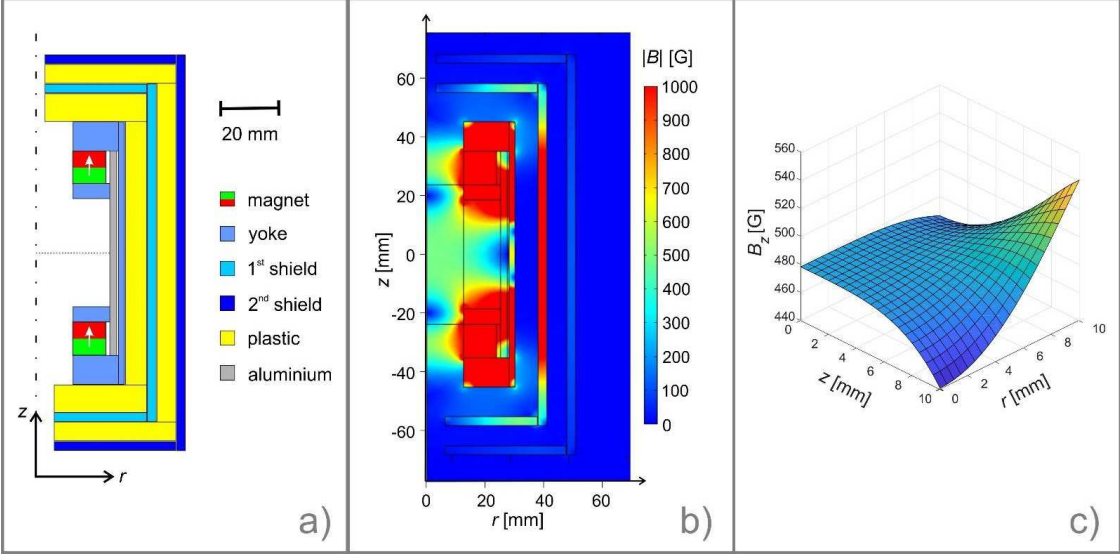 20 mm
magnet
yoke
1st shield
2nd shield
plastic
aluminium
z
r
a)
|B| [G]
1000
900
800
700
600
500
400
300
200
100
0
60
40
20
0
-20
-40
-60
z [mm]
0
20
40
60
r [mm]
b)
560
540
520
500
480
460
440
Bz [G]
0
2
4
6
8
10
z [mm]
0
2
4
6
8
10
r [mm]
c)